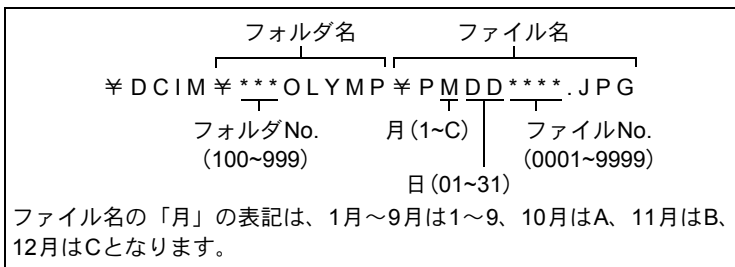 フォルダ名 ファイル名
¥DCIM¥***OLYMP¥PMDD****.JPG
フォルダNo. 月(1~C) ファイルNo.
(100~999) (0001~9999)
日(01~31)
ファイル名の「月」の表記は、1月~9月は1~9、10月はA、11月はB、
12月はCとなります。